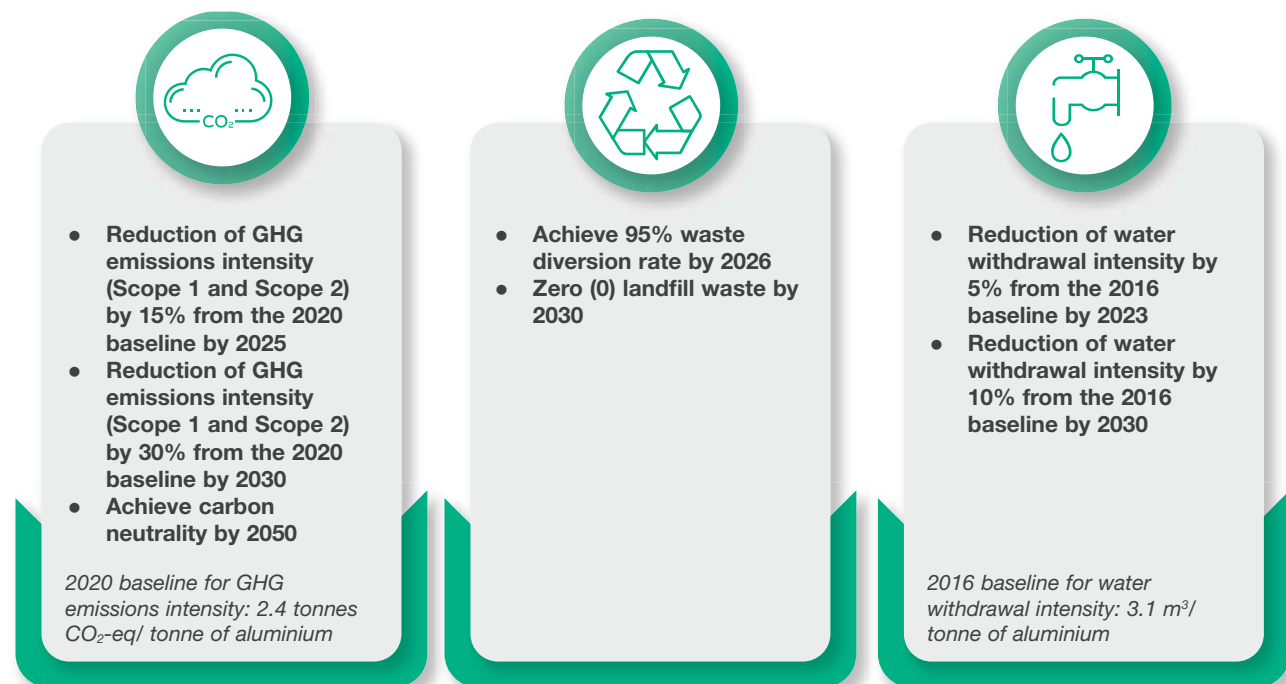 CO₂
● Reduction of GHG
emissions intensity
(Scope 1 and Scope 2)
by 15% from the 2020
baseline by 2025
● Reduction of GHG
emissions intensity
(Scope 1 and Scope 2)
by 30% from the 2020
baseline by 2030
● Achieve carbon
neutrality by 2050
2020 baseline for GHG
emissions intensity: 2.4 tonnes
CO₂-eq/ tonne of aluminium
● Achieve 95% waste
diversion rate by 2026
● Zero (0) landfill waste by
2030
● Reduction of water
withdrawal intensity by
5% from the 2016
baseline by 2023
● Reduction of water
withdrawal intensity by
10% from the 2016
baseline by 2030
2016 baseline for water
withdrawal intensity: 3.1 m³/
tonne of aluminium